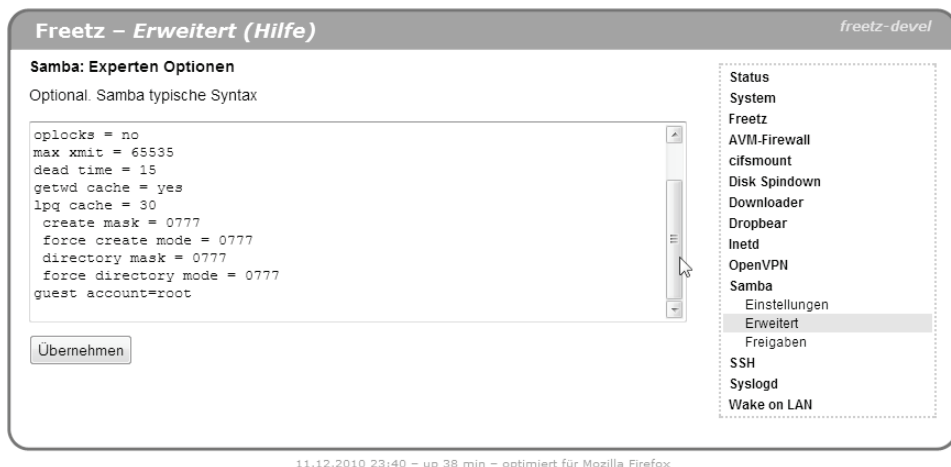 Freetz – Erweitert (Hilfe)
freetz-devel
Samba: Experten Optionen
Optional. Samba typische Syntax
oplocks = no
max xmit = 65535
dead time = 15
getwd cache = yes
lpq cache = 30
create mask = 0777
force create mode = 0777
directory mask = 0777
force directory mode = 0777
guest account=root
Übernehmen
Status
System
Freetz
AVM-Firewall
cifsmount
Disk Spindown
Downloader
Dropbear
Inetd
OpenVPN
Samba
Einstellungen
Erweitert
Freigaben
SSH
Syslogd
Wake on LAN
11.12.2010 23:40 – up 38 min – optimiert für Mozilla Firefox